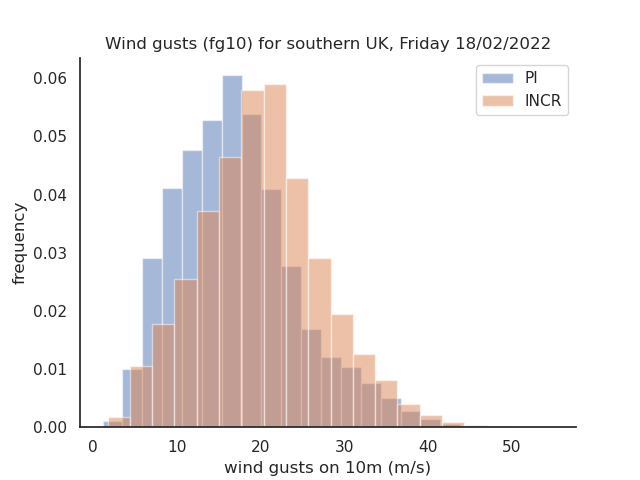 Wind gusts (fg10) for southern UK, Friday 18/02/2022
PI
INCR
0.06
0.05
0.04
0.03
0.02
0.01
0.00
frequency
0 10 20 30 40 50
wind gusts on 10m (m/s)